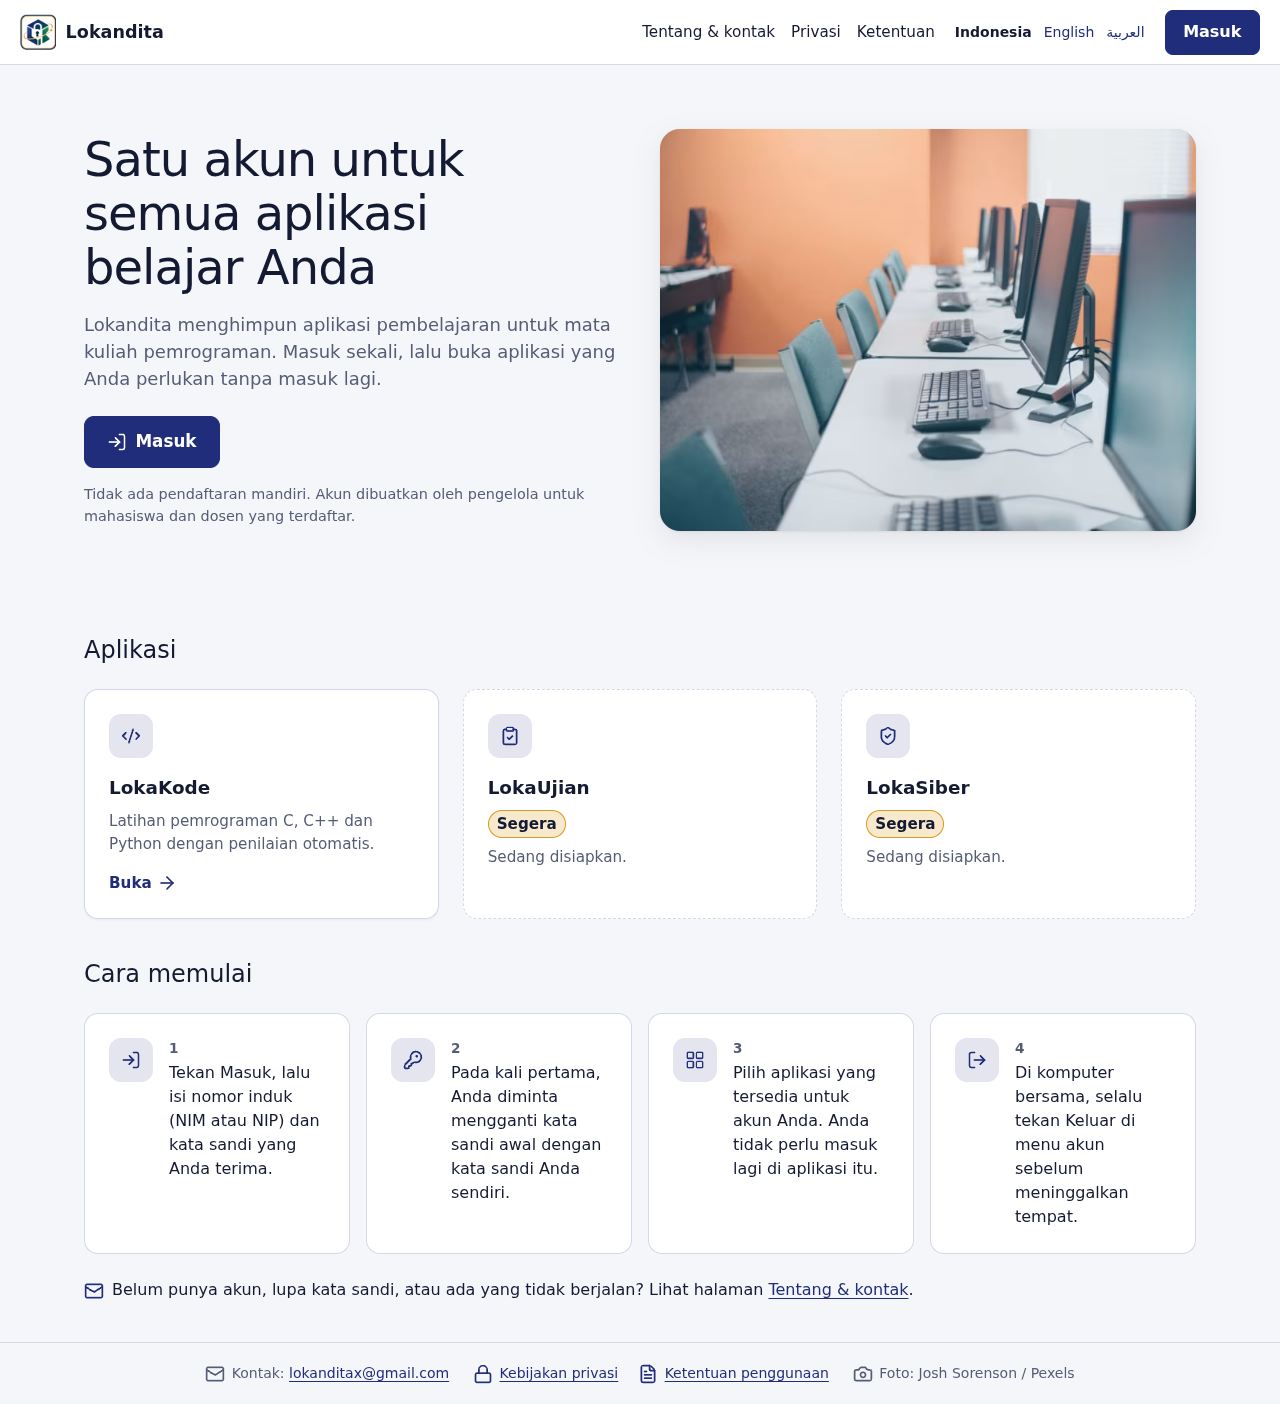 Lokandita
Tentang & kontak
Privasi
Ketentuan
Indonesia
English
العربية
Masuk
Satu akun untuk
semua aplikasi
belajar Anda
Lokandita menghimpun aplikasi pembelajaran untuk mata
kuliah pemrograman. Masuk sekali, lalu buka aplikasi yang
Anda perlukan tanpa masuk lagi.
Masuk
Tidak ada pendaftaran mandiri. Akun dibuatkan oleh pengelola untuk
mahasiswa dan dosen yang terdaftar.
Aplikasi
LokaKode
Latihan pemrograman C, C++ dan
Python dengan penilaian otomatis.
Buka
LokaUjian
Segera
Sedang disiapkan.
LokaSiber
Segera
Sedang disiapkan.
Cara memulai
1
Tekan Masuk, lalu
isi nomor induk
(NIM atau NIP) dan
kata sandi yang
Anda terima.
2
Pada kali pertama,
Anda diminta
mengganti kata
sandi awal dengan
kata sandi Anda
sendiri.
3
Pilih aplikasi yang
tersedia untuk
akun Anda. Anda
tidak perlu masuk
lagi di aplikasi itu.
4
Di komputer
bersama, selalu
tekan Keluar di
menu akun
sebelum
meninggalkan
tempat.
Belum punya akun, lupa kata sandi, atau ada yang tidak berjalan? Lihat halaman Tentang & kontak.
Kontak: lokanditax@gmail.com
Kebijakan privasi
Ketentuan penggunaan
Foto: Josh Sorenson / Pexels